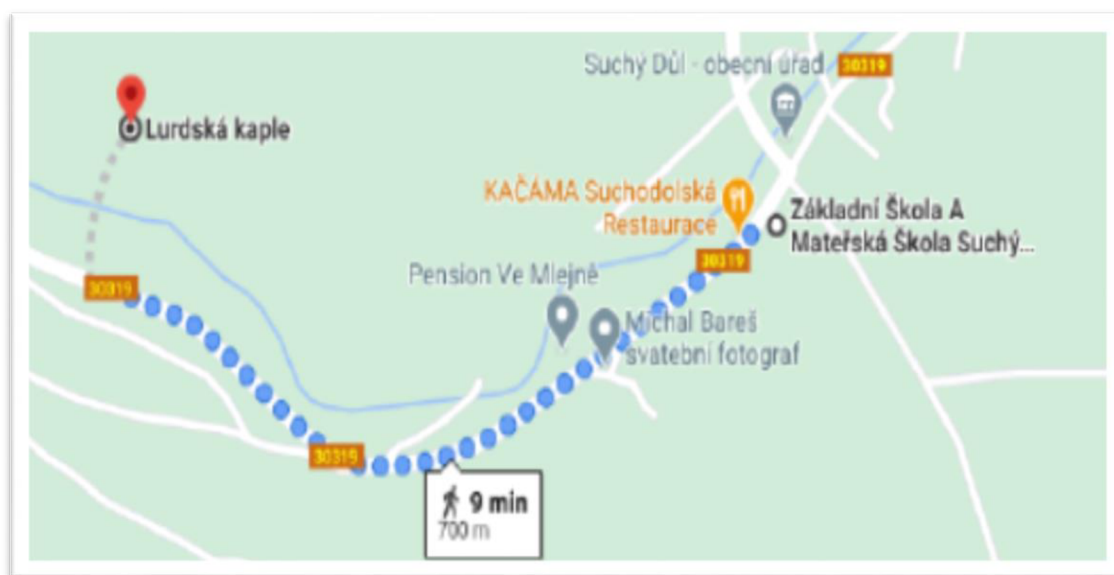 Suchý Důl - obecní úřad
30319
Lurdská kaple
KAČÁMA Suchodolská
Restaurace
Základní Škola A
Mateřská Škola Suchý...
30319
Pension Ve Mlejně
30319
Michal Bareš
svatební fotograf
30319
9 min
700 m